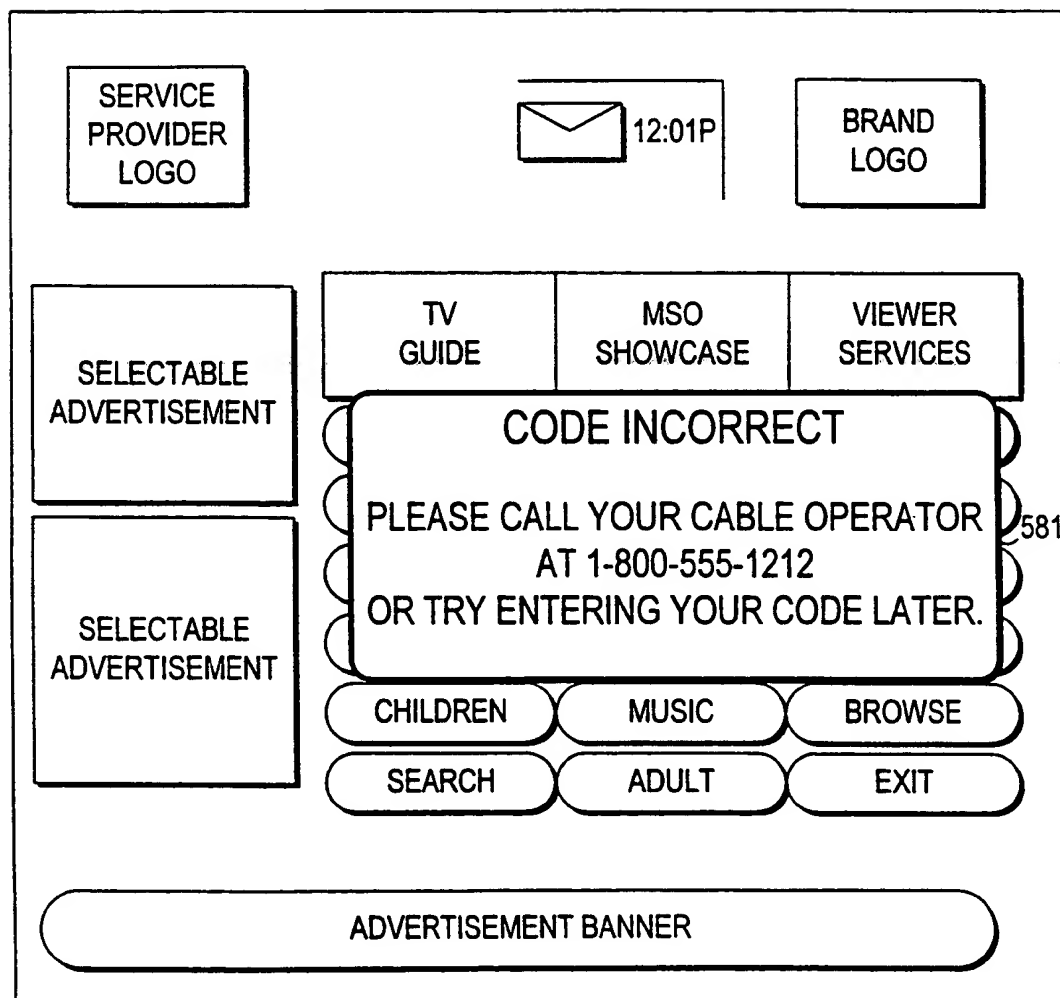 SERVICE
PROVIDER
LOGO
12:01P
BRAND
LOGO
SELECTABLE
ADVERTISEMENT
TV
GUIDE
MSO
SHOWCASE
VIEWER
SERVICES
CODE INCORRECT
PLEASE CALL YOUR CABLE OPERATOR
AT 1-800-555-1212
OR TRY ENTERING YOUR CODE LATER.
581
SELECTABLE
ADVERTISEMENT
CHILDREN
MUSIC
BROWSE
SEARCH
ADULT
EXIT
ADVERTISEMENT BANNER